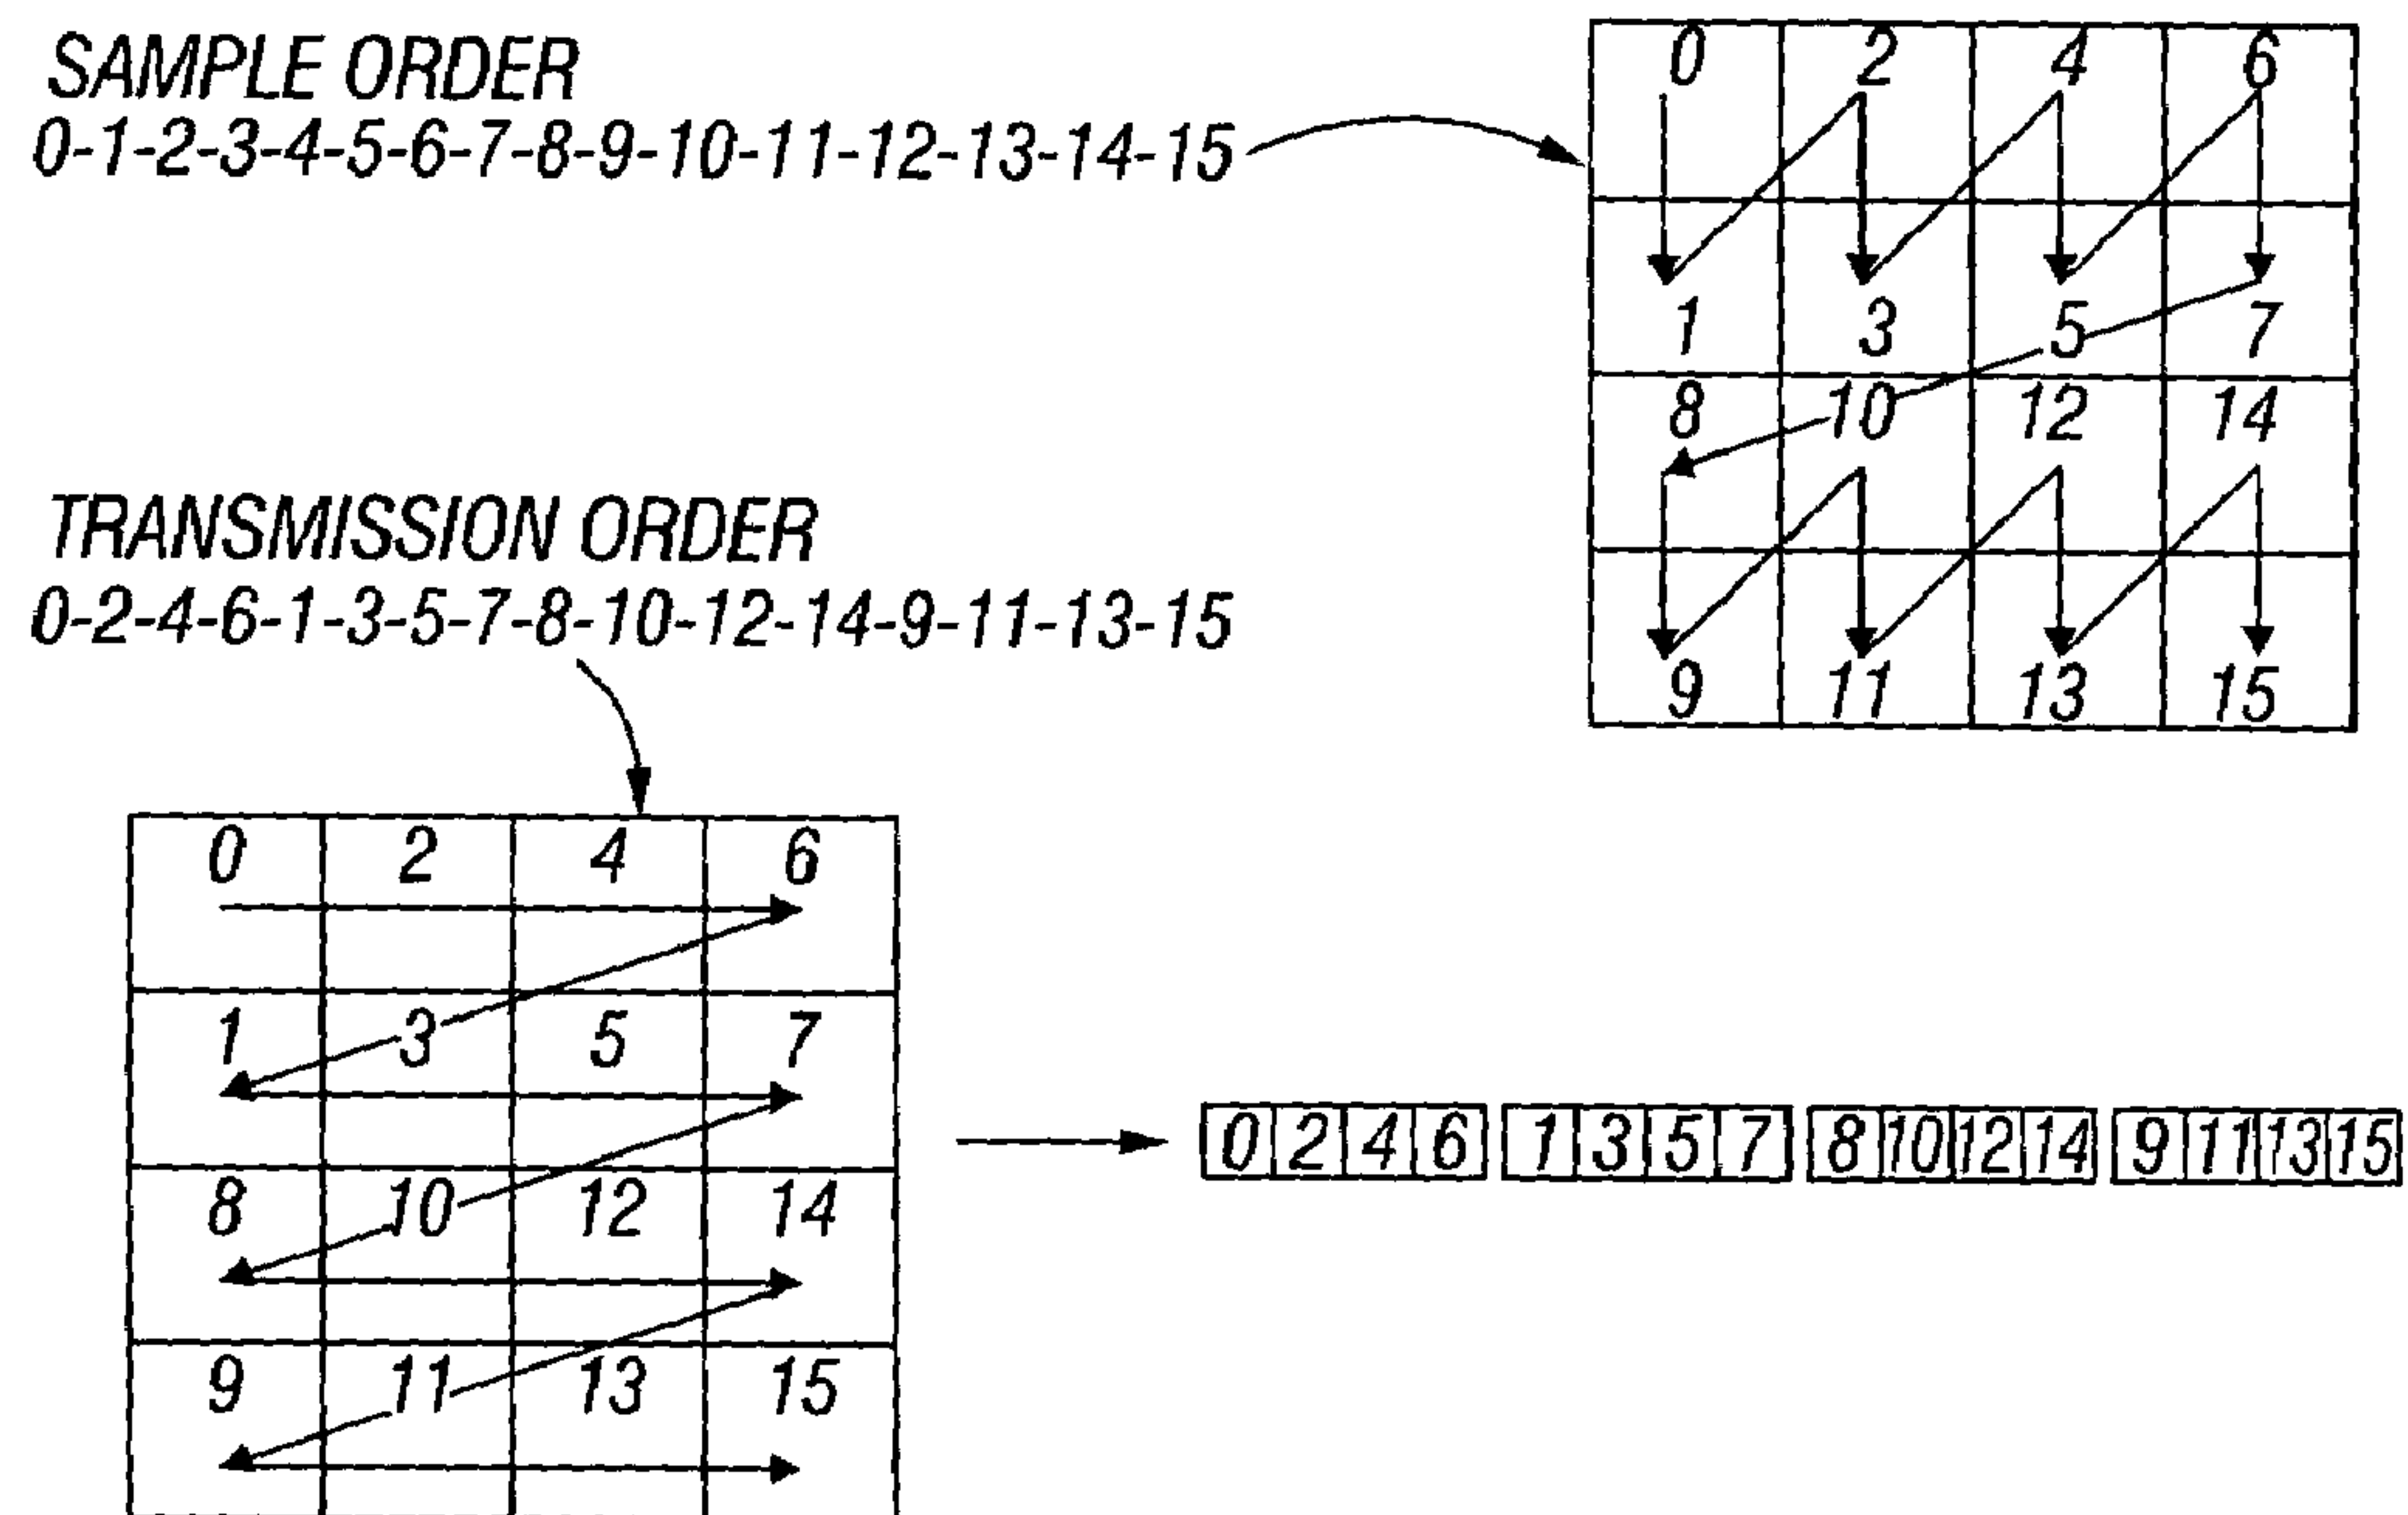 SAMPLE ORDER
0-1-2-3-4-5-6-7-8-9-10-11-12-13-14-15
0 2 4 6
1 3 5 7
8 10 12 14
9 11 13 15
TRANSMISSION ORDER
0-2-4-6-1-3-5-7-8-10-12-14-9-11-13-15
0 2 4 6
1 3 5 7
8 10 12 14
9 11 13 15
0 2 4 6 1 3 5 7 8 10 12 14 9 11 13 15